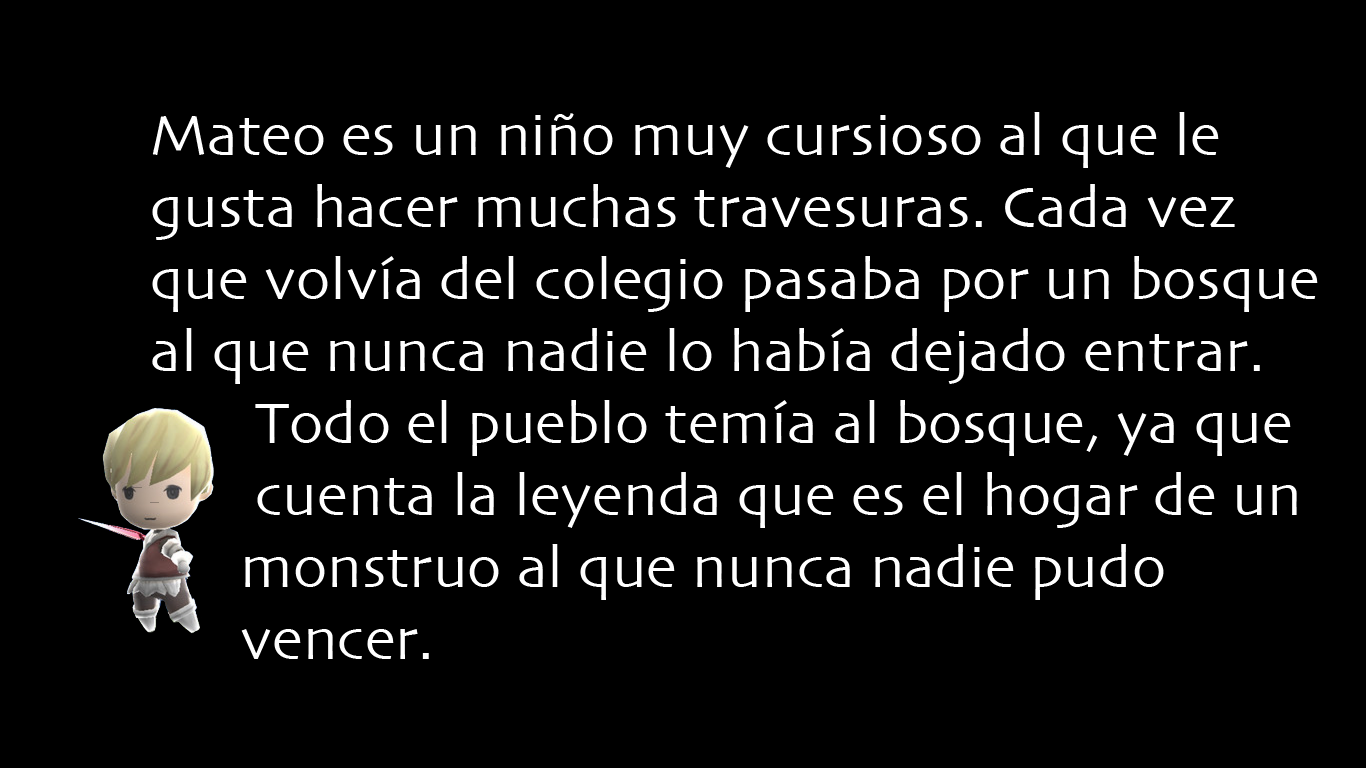 Mateo es un niño muy cursioso al que le
gusta hacer muchas travesuras. Cada vez
que volvía del colegio pasaba por un bosque
al que nunca nadie lo había dejado entrar.
Todo el pueblo temía al bosque, ya que
cuenta la leyenda que es el hogar de un
monstruo al que nunca nadie pudo
vencer.